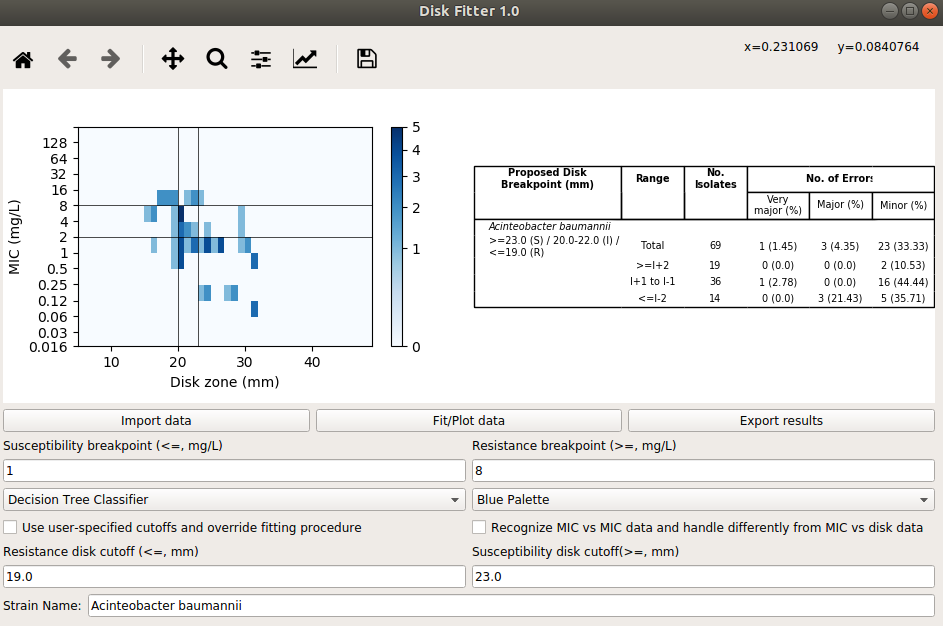 Disk Fitter 1.0
x=0.231069 y=0.0840764
128
64
32
16
8
4
2
1
0.5
0.25
0.12
0.06
0.03
0.016
MIC (mg/L)
10 20 30 40
Disk zone (mm)
5
4
3
2
1
0
Proposed Disk Breakpoint (mm) Range No. Isolates No. of Errors
Very major (%) Major (%) Minor (%)
Acinteobacter baumannii
>=23.0 (S) / 20.0-22.0 (I) / <=19.0 (R) Total 69 1 (1.45) 3 (4.35) 23 (33.33)
>=I+2 19 0 (0.0) 0 (0.0) 2 (10.53)
I+1 to I-1 36 1 (2.78) 0 (0.0) 16 (44.44)
<=I-2 14 0 (0.0) 3 (21.43) 5 (35.71)
Import data Fit/Plot data Export results
Susceptibility breakpoint (<=, mg/L) Resistance breakpoint (>=, mg/L)
1 8
Decision Tree Classifier Blue Palette
Use user-specified cutoffs and override fitting procedure Recognize MIC vs MIC data and handle differently from MIC vs disk data
Resistance disk cutoff (<=, mm) Susceptibility disk cutoff(>=, mm)
19.0 23.0
Strain Name: Acinteobacter baumannii